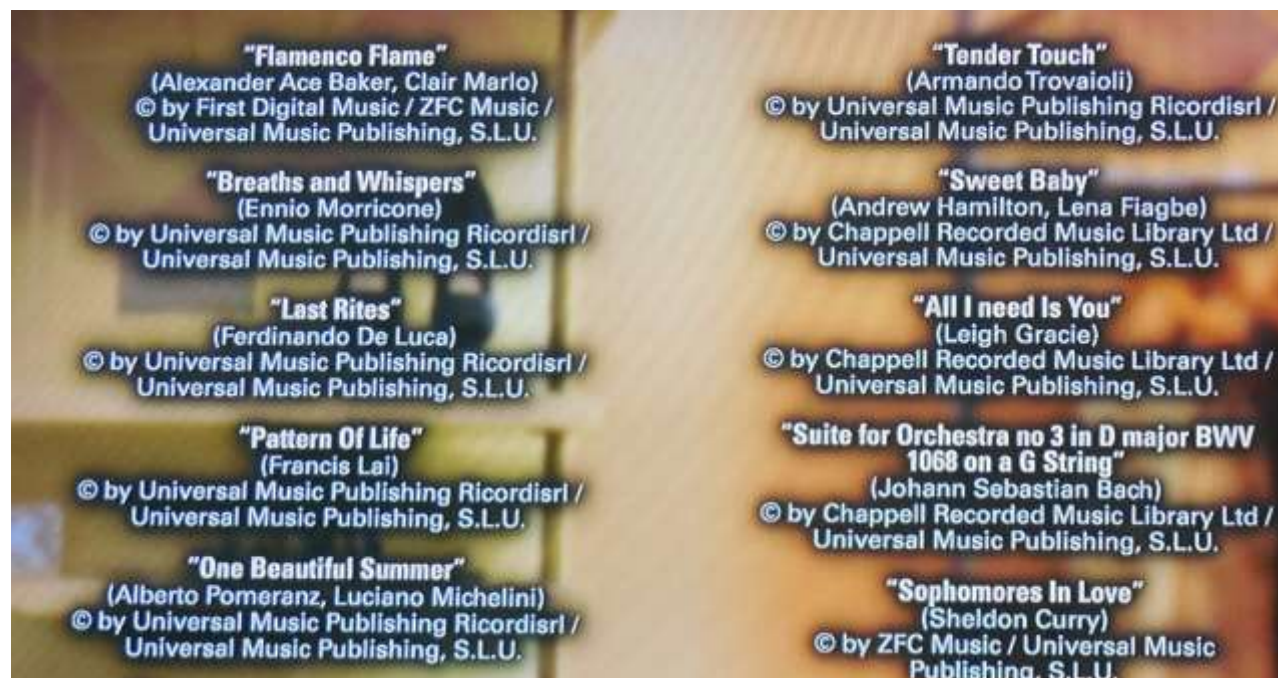 "Flamenco Flame"
(Alexander Ace Baker, Clair Marlo)
© by First Digital Music / ZFC Music /
Universal Music Publishing, S.L.U.
"Breaths and Whispers"
(Ennio Morricone)
© by Universal Music Publishing Ricordisrl /
Universal Music Publishing, S.L.U.
"Last Rites"
(Ferdinando De Luca)
© by Universal Music Publishing Ricordisrl /
Universal Music Publishing, S.L.U.
"Pattern Of Life"
(Francis Lai)
© by Universal Music Publishing Ricordisrl /
Universal Music Publishing, S.L.U.
"One Beautiful Summer"
(Alberto Pomeranz, Luciano Michelini)
© by Universal Music Publishing Ricordisrl /
Universal Music Publishing, S.L.U.
"Tender Touch"
(Armando Trovaioli)
© by Universal Music Publishing Ricordisrl /
Universal Music Publishing, S.L.U.
"Sweet Baby"
(Andrew Hamilton, Lena Fiagbe)
© by Chappell Recorded Music Library Ltd /
Universal Music Publishing, S.L.U.
"All I need Is You"
(Leigh Gracie)
© by Chappell Recorded Music Library Ltd /
Universal Music Publishing, S.L.U.
"Suite for Orchestra no 3 in D major BWV
1068 on a G String"
(Johann Sebastian Bach)
© by Chappell Recorded Music Library Ltd /
Universal Music Publishing, S.L.U.
"Sophomores In Love"
(Sheldon Curry)
© by ZFC Music / Universal Music
Publishing, S.L.U.